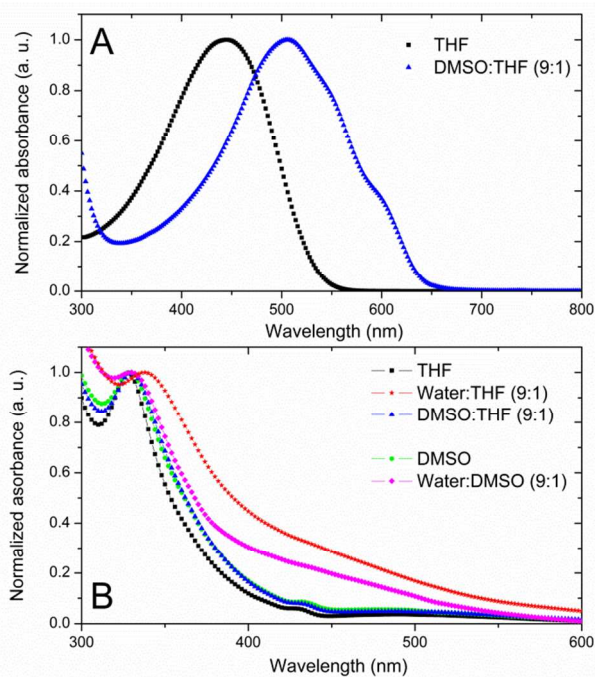 A
THF
DMSO:THF (9:1)
Normalized absorbance (a. u.)
1.0
0.8
0.6
0.4
0.2
0.0
300 400 500 600 700 800
Wavelength (nm)
B
THF
Water:THF (9:1)
DMSO:THF (9:1)
DMSO
Water:DMSO (9:1)
Normalized asorbance (a. u.)
1.0
0.8
0.6
0.4
0.2
0.0
300 400 500 600
Wavelength (nm)